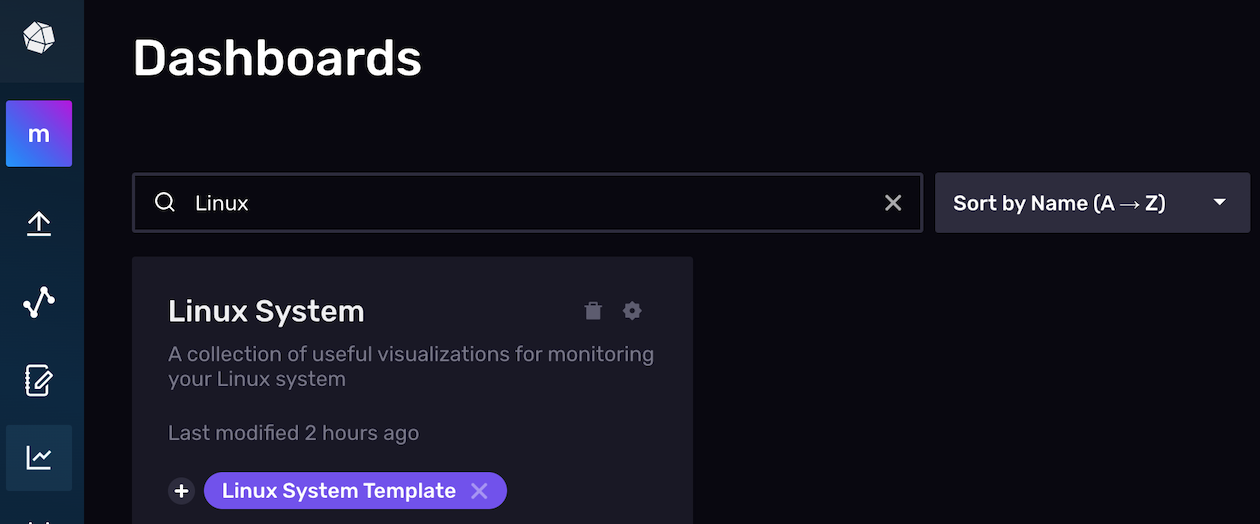 Dashboards
m
Linux
Sort by Name (A → Z)
Linux System
A collection of useful visualizations for monitoring
your Linux system
Last modified 2 hours ago
Linux System Template